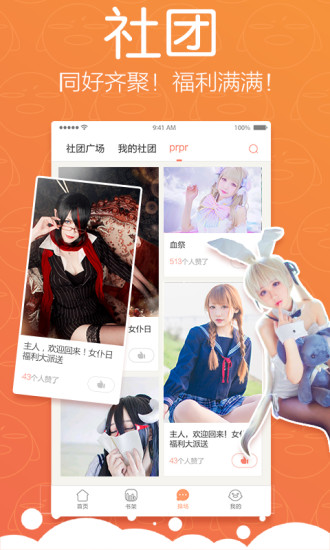 社团
同好齐聚！福利满满！
9:41 AM
100%
社团广场
我的社团
prpr
血祭
513个人赞了
主人，欢迎回来！女仆日
福利大派送
43个人赞了
女仆日
主人，欢迎回来！女仆
福利大派送
43个人赞了
首页
书架
我的